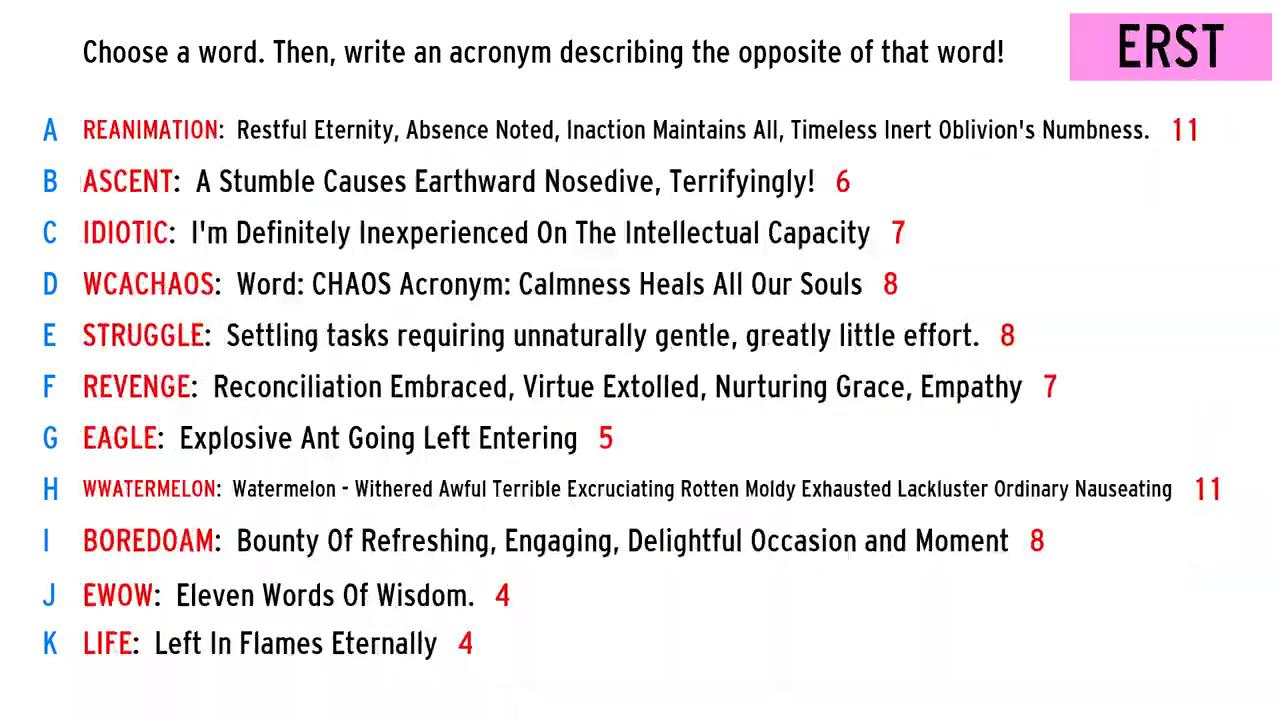 Choose a word. Then, write an acronym describing the opposite of that word!
ERST
A REANIMATION: Restful Eternity, Absence Noted, Inaction Maintains All, Timeless Inert Oblivion's Numbness. 11
B ASCENT: A Stumble Causes Earthward Nosedive, Terrifyingly! 6
C IDIOTIC: I'm Definitely Inexperienced On The Intellectual Capacity 7
D WCACHAOS: Word: CHAOS Acronym: Calmness Heals All Our Souls 8
E STRUGGLE: Settling tasks requiring unnaturally gentle, greatly little effort. 8
F REVENGE: Reconciliation Embraced, Virtue Extolled, Nurturing Grace, Empathy 7
G EAGLE: Explosive Ant Going Left Entering 5
H WWATERMELON: Watermelon - Withered Awful Terrible Excruciating Rotten Moldy Exhausted Lackluster Ordinary Nauseating 11
I BOREDOAM: Bounty Of Refreshing, Engaging, Delightful Occasion and Moment 8
J EWOW: Eleven Words Of Wisdom. 4
K LIFE: Left In Flames Eternally 4